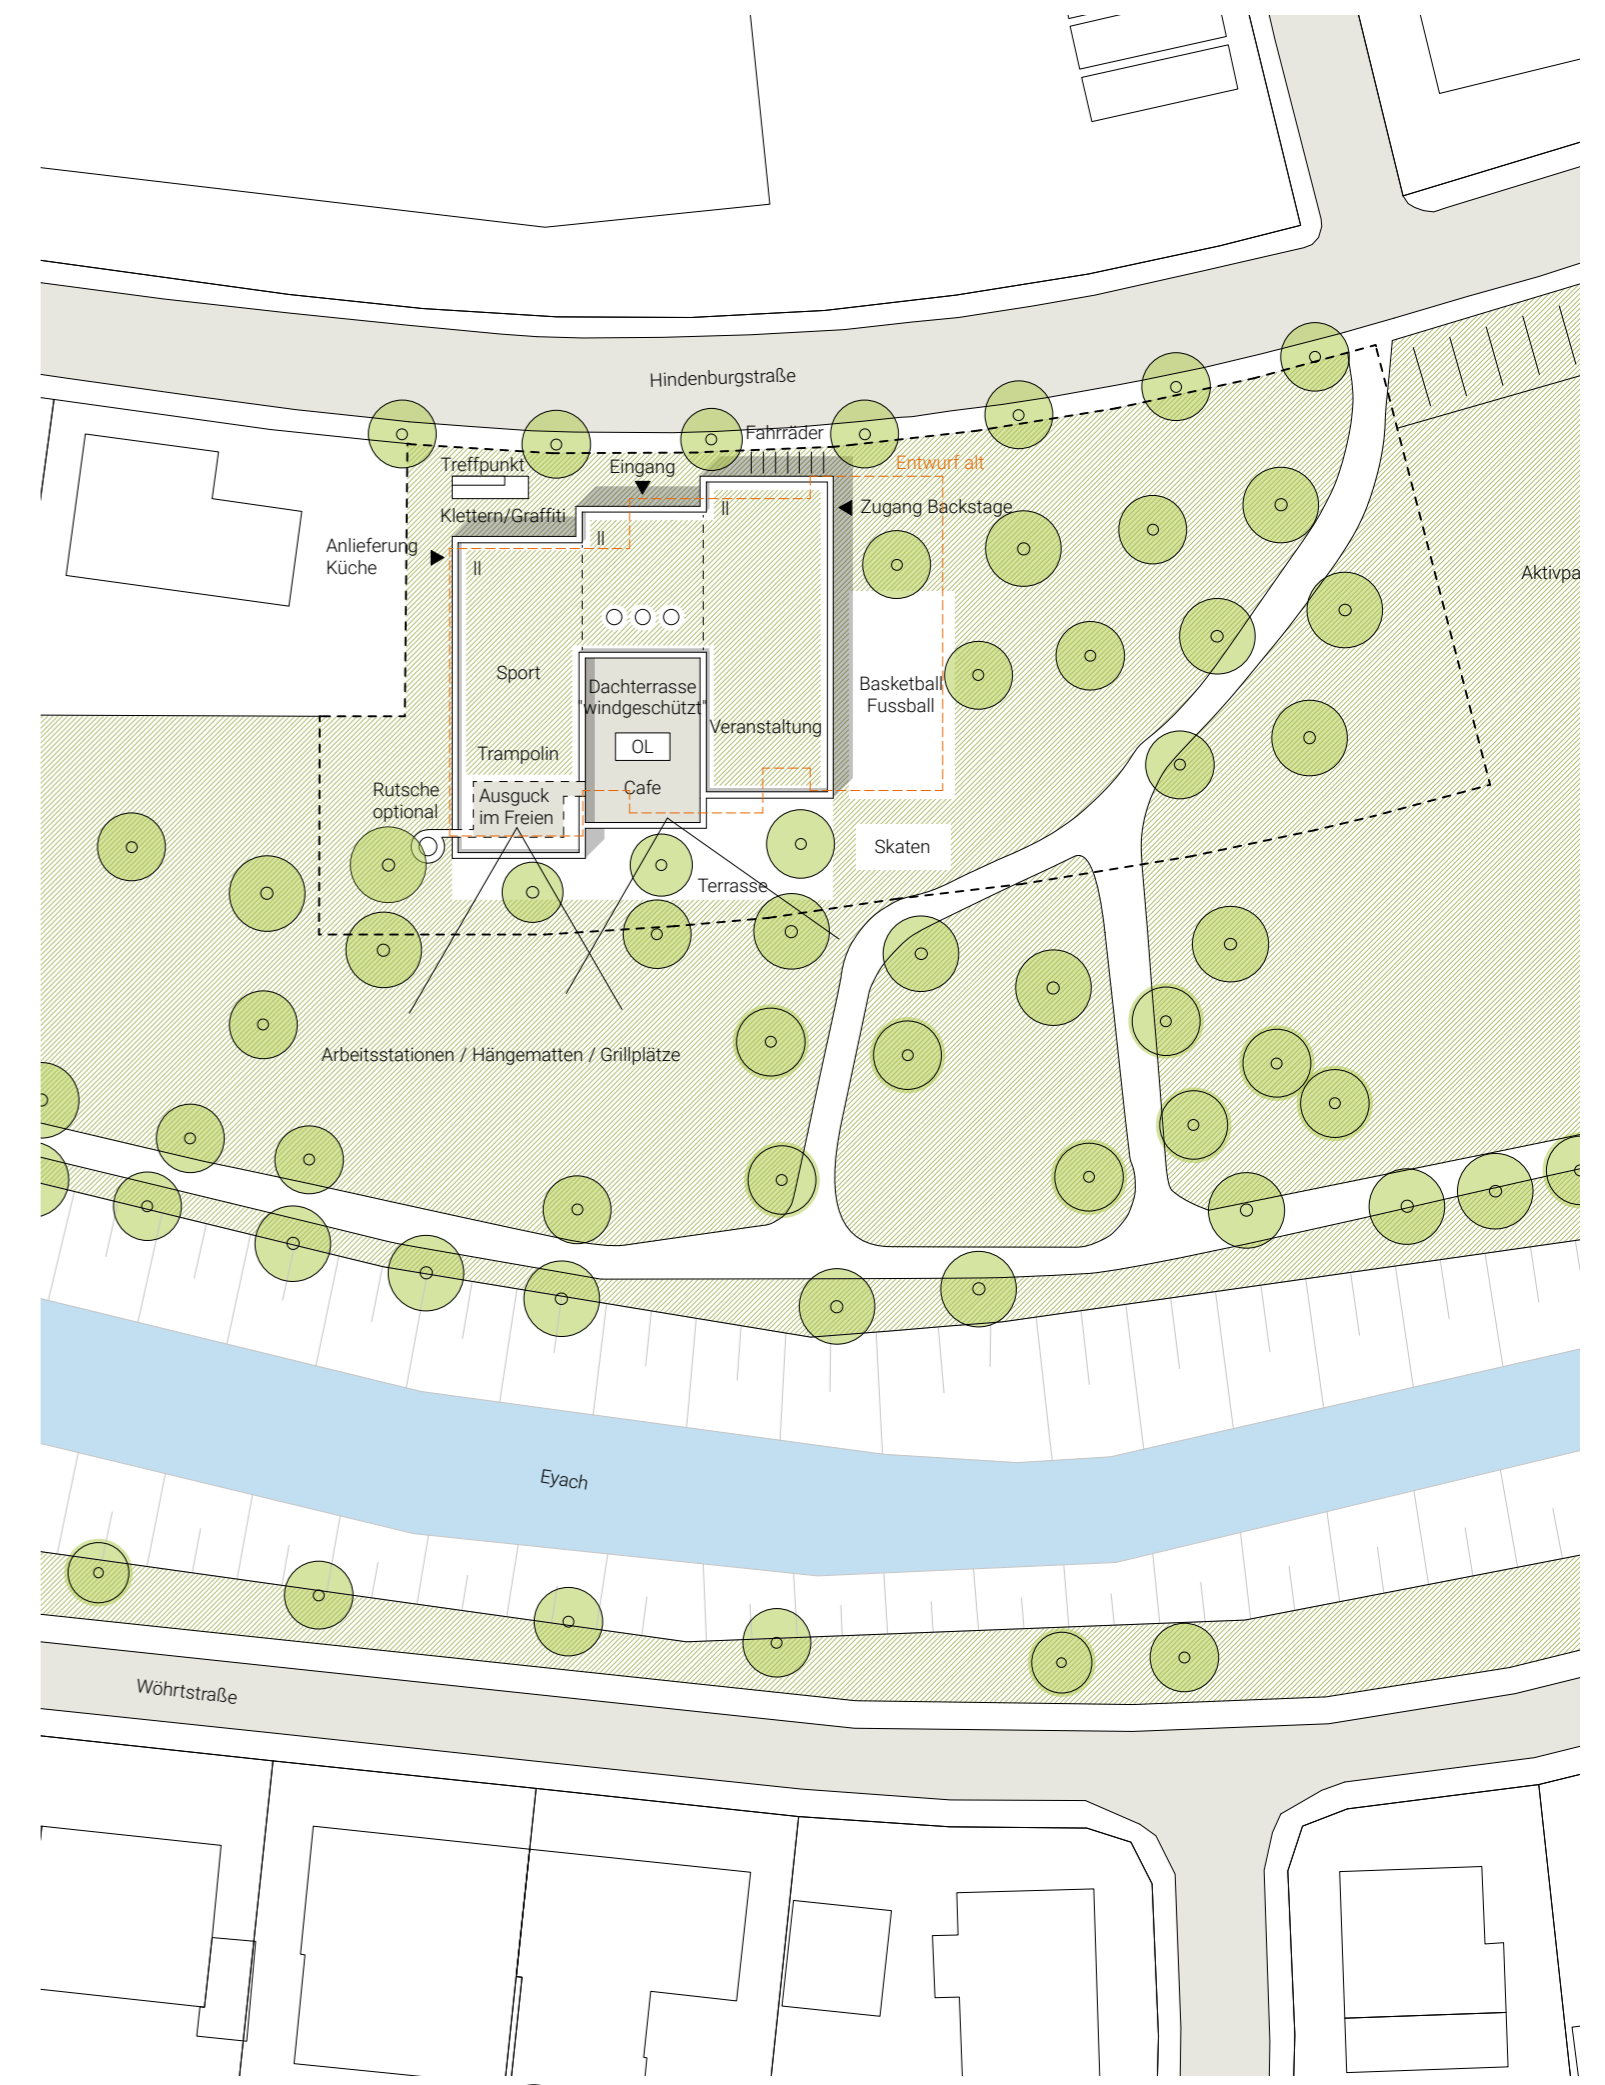 Hindenburgstraße
Fahrräder
Treffpunkt
Eingang
Entwurf alt
Klettern/Graffiti
II
Zugang Backstage
II
Anlieferung
Küche
II
Aktivpa
Sport
Dachterrasse
"windgeschützt"
Basketball
Fussball
Veranstaltung
OL
Trampolin
Cafe
Rutsche
optional
Ausguck
im Freien
Skaten
Terrasse
Arbeitsstationen / Hängematten / Grillplätze
Eyach
Wöhrtstraße